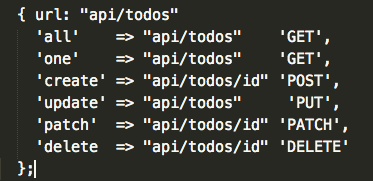 { url: "api/todos"
'all' => "api/todos" 'GET',
'one' => "api/todos" 'GET',
'create' => "api/todos/id" 'POST',
'update' => "api/todos" 'PUT',
'patch' => "api/todos/id" 'PATCH',
'delete => "api/todos/id" 'DELETE'
};